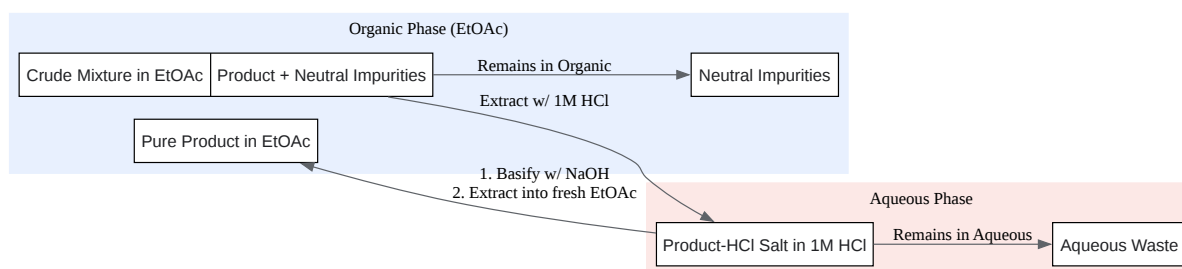 Organic Phase (EtOAc)
Crude Mixture in EtOAc
Product + Neutral Impurities
Remains in Organic
Neutral Impurities
Extract w/ 1M HCl
Pure Product in EtOAc
1. Basify w/ NaOH
2. Extract into fresh EtOAc
Aqueous Phase
Product-HCl Salt in 1M HCl
Remains in Aqueous
Aqueous Waste